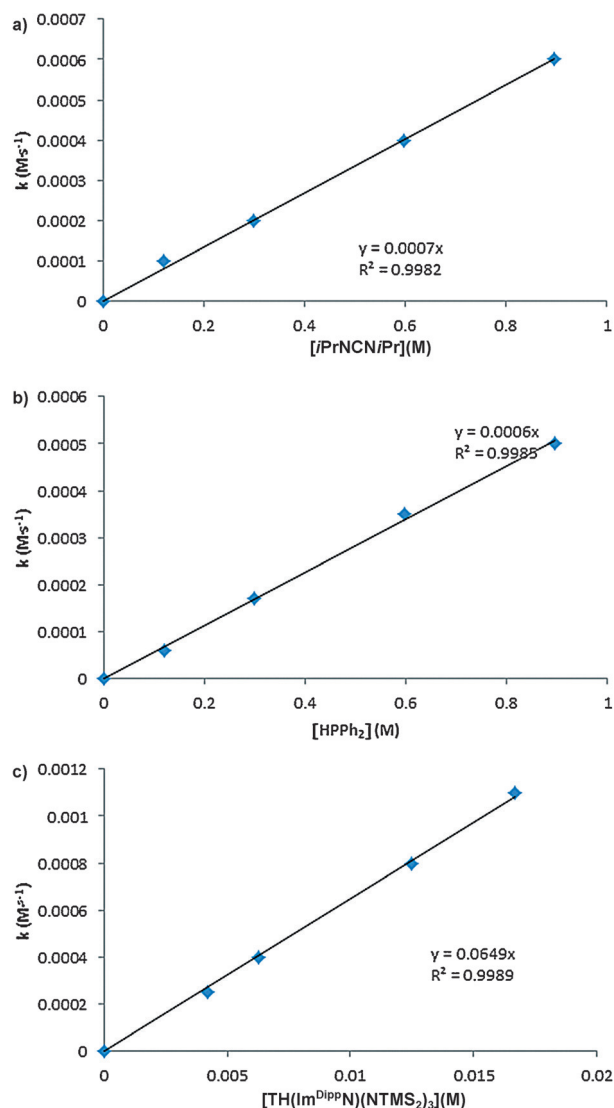 a)
0.0007
0.0006
0.0005
0.0004
0.0003
0.0002
0.0001
0
k (M·s⁻¹)
y = 0.0007x
R² = 0.9982
0 0.2 0.4 0.6 0.8 1
[iPrNCNiPr](M)
b)
0.0006
0.0005
0.0004
0.0003
0.0002
0.0001
0
k (M·s⁻¹)
y = 0.0006x
R² = 0.9985
0 0.2 0.4 0.6 0.8 1
[HPPh₂](M)
c)
0.0012
0.001
0.0008
0.0006
0.0004
0.0002
0
k (M·s⁻¹)
y = 0.0649x
R² = 0.9989
0 0.005 0.01 0.015 0.02
[TH(ImᴰⁱᵖᵖN)(NTMS₂)₃](M)